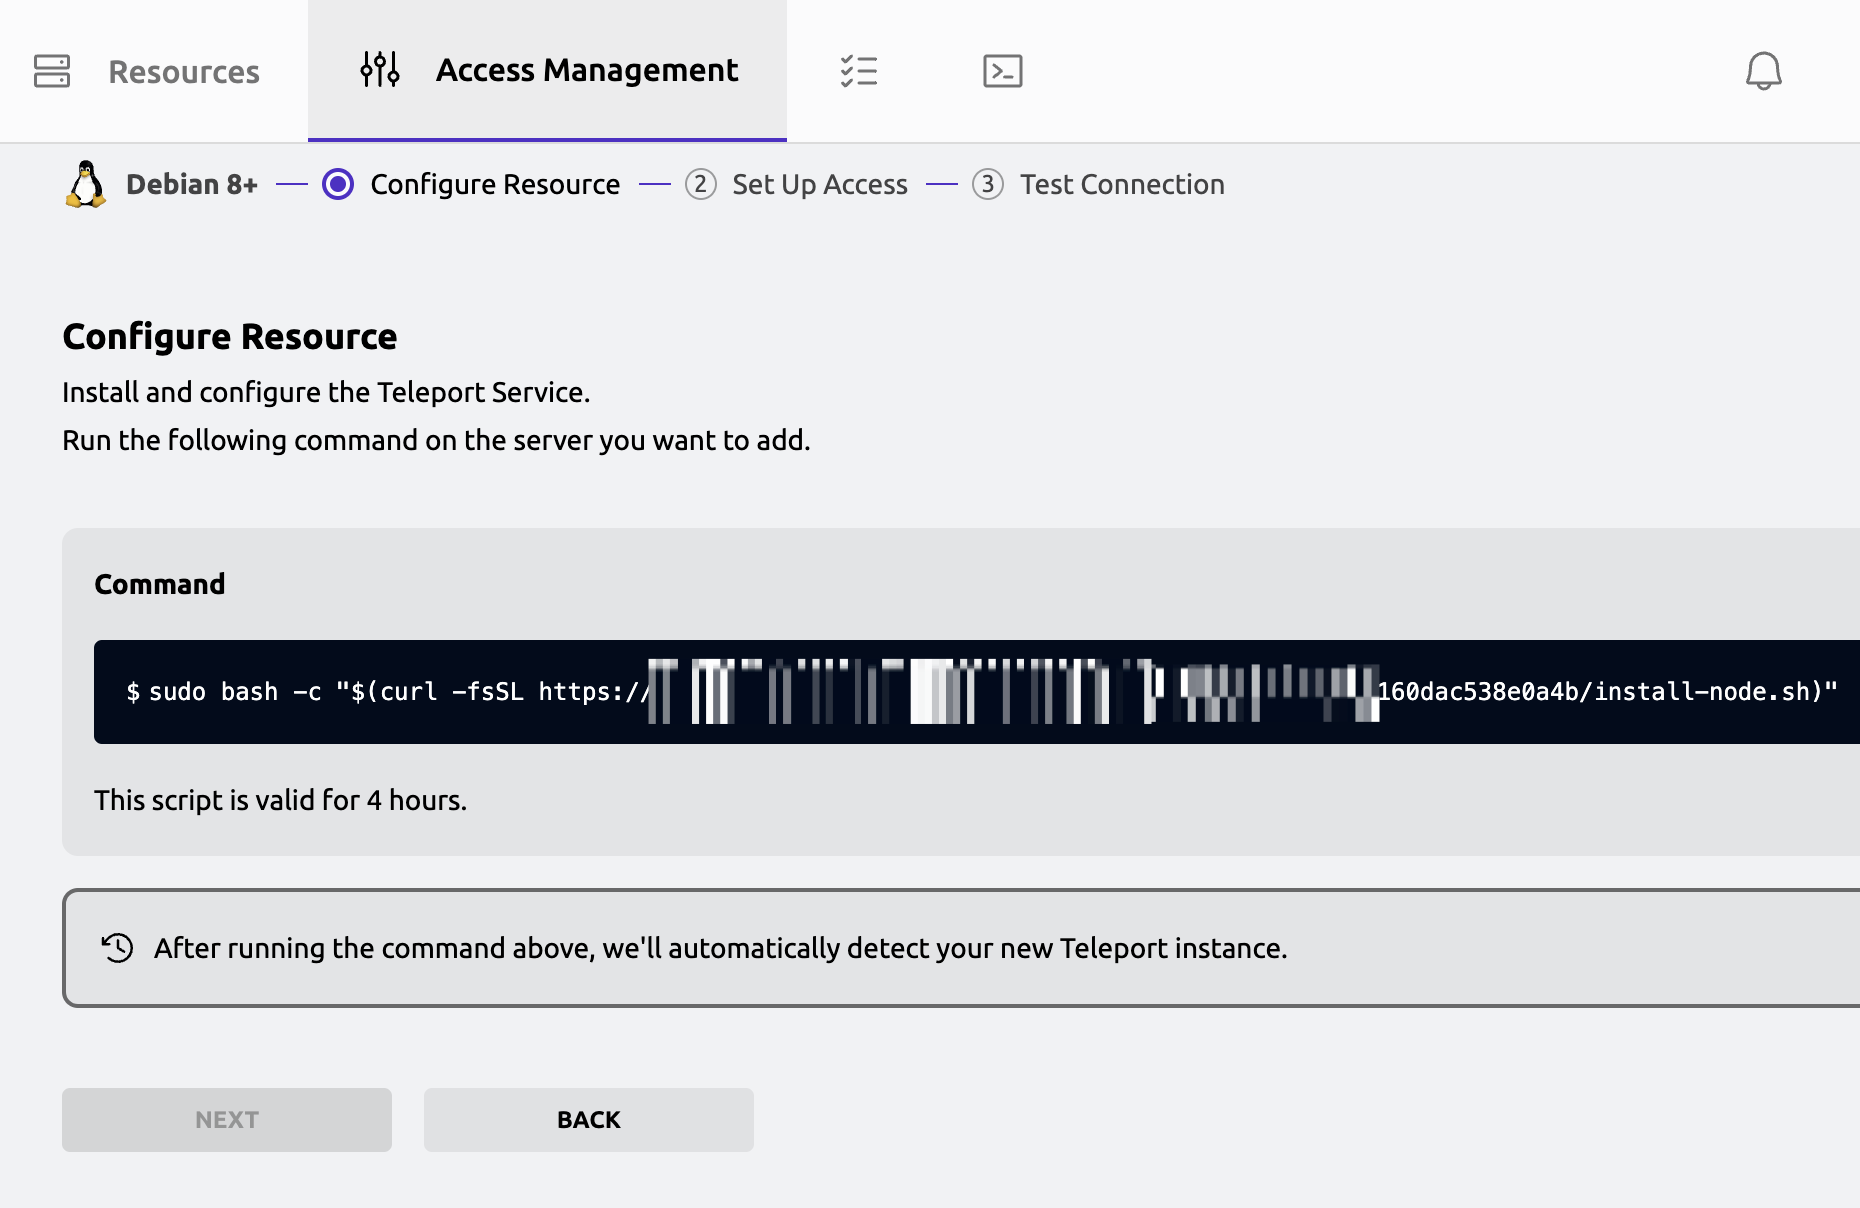 Resources
Access Management
Debian 8+
Configure Resource
2 Set Up Access
3 Test Connection
Configure Resource
Install and configure the Teleport Service.
Run the following command on the server you want to add.
Command
$ sudo bash -c "$(curl -fsSL https:// 160dac538e0a4b/install-node.sh)"
This script is valid for 4 hours.
After running the command above, we'll automatically detect your new Teleport instance.
NEXT
BACK